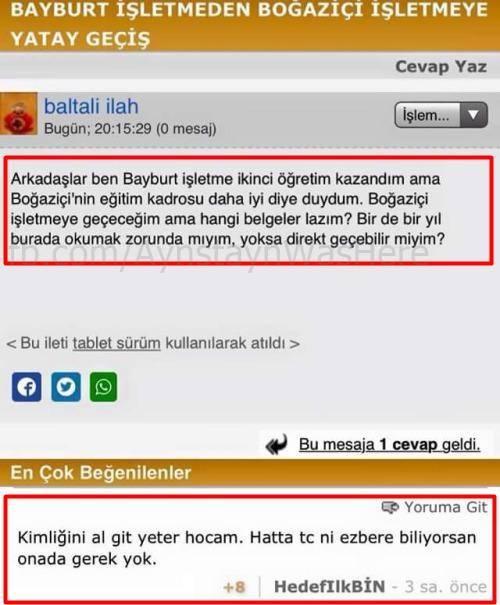 BAYBURT İŞLETMEDEN BOĞAZİÇİ İŞLETMEYE
YATAY GEÇİŞ
Cevap Yaz
baltali ilah
Bugün; 20:15:29 (0 mesaj)
İşlem...
Arkadaşlar ben Bayburt işletme ikinci öğretim kazandım ama
Boğaziçi'nin eğitim kadrosu daha iyi diye duydum. Boğaziçi
işletmeye geçeceğim ama hangi belgeler lazım? Bir de bir yıl
burada okumak zorunda mıyım, yoksa direkt geçebilir miyim?
fb.com/AynstaynWasHere
< Bu ileti tablet sürüm kullanılarak atıldı >
Bu mesaja 1 cevap geldi.
En Çok Beğenilenler
Yoruma Git
Kimliğini al git yeter hocam. Hatta tc ni ezbere biliyorsan
onada gerek yok.
+8 | HedefIlkBİN - 3 sa. önce